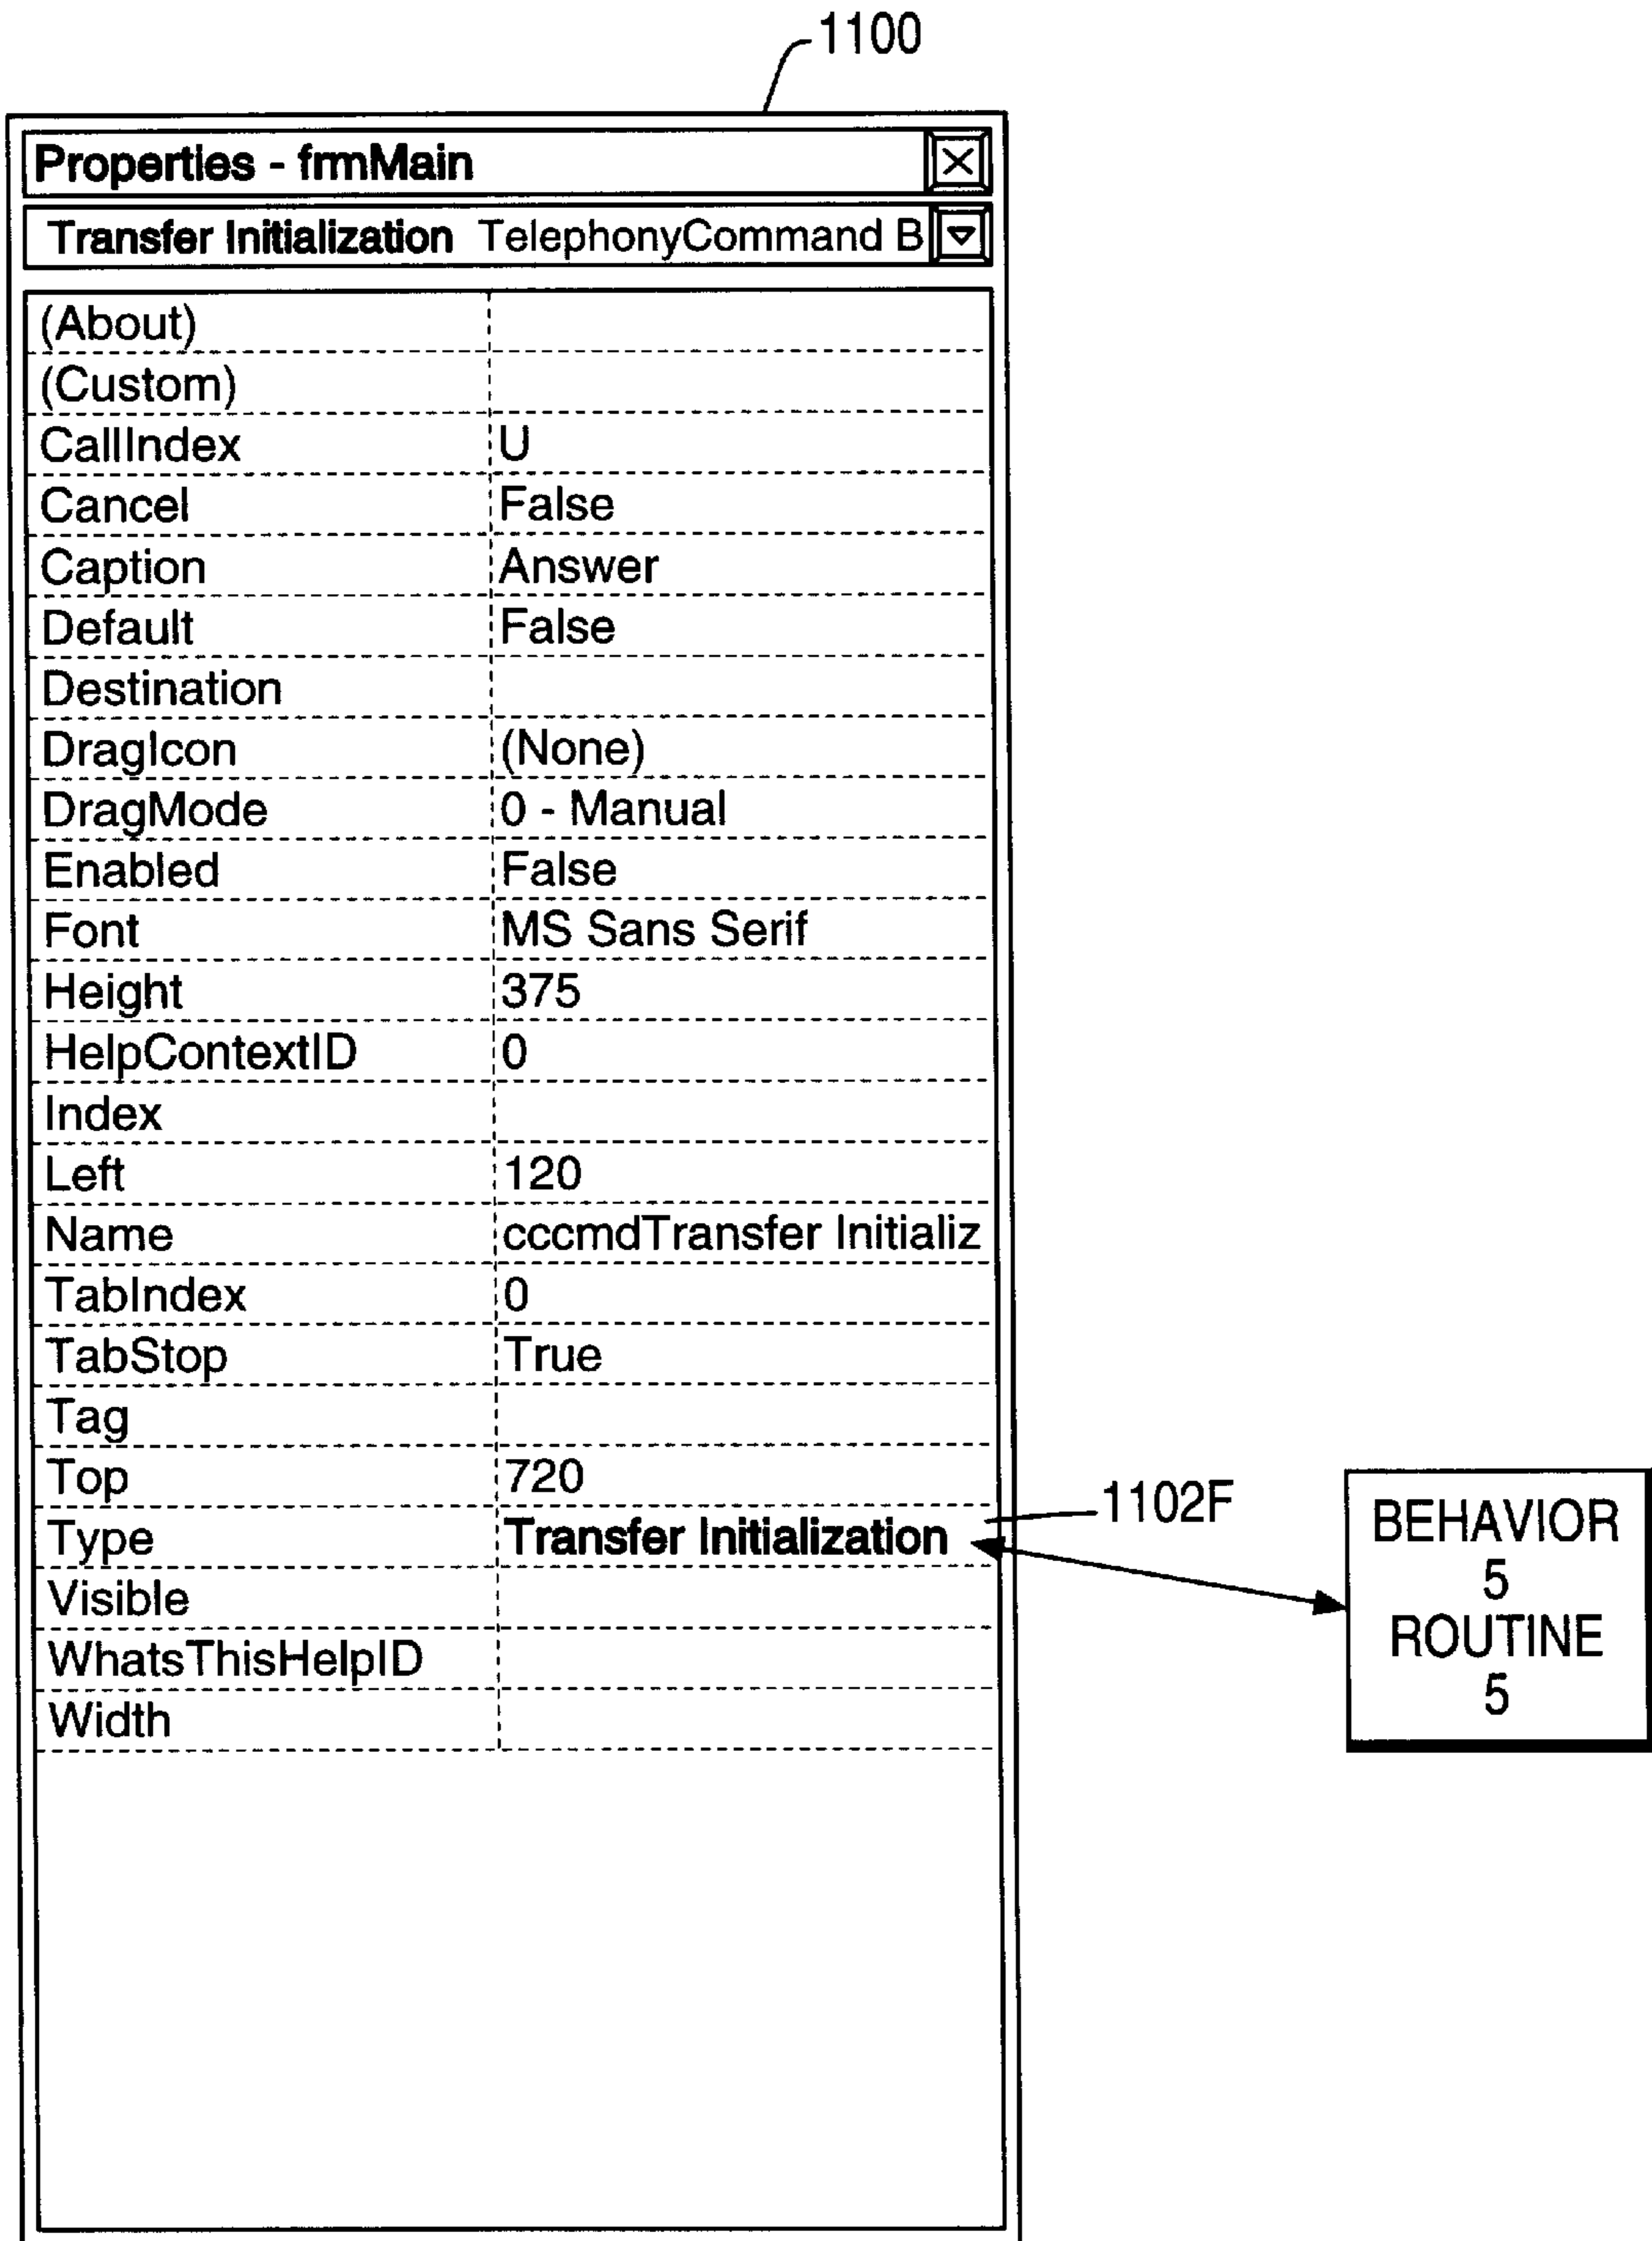 1100
Properties - frmMain
Transfer Initialization TelephonyCommand B
(About)
(Custom)
CallIndex U
Cancel False
Caption Answer
Default False
Destination
DragIcon (None)
DragMode 0 - Manual
Enabled False
Font MS Sans Serif
Height 375
HelpContextID 0
Index
Left 120
Name cccmdTransfer Initializ
TabIndex 0
TabStop True
Tag
Top 720
Type Transfer Initialization
1102F
Visible
WhatsThisHelpID
Width
BEHAVIOR
5
ROUTINE
5